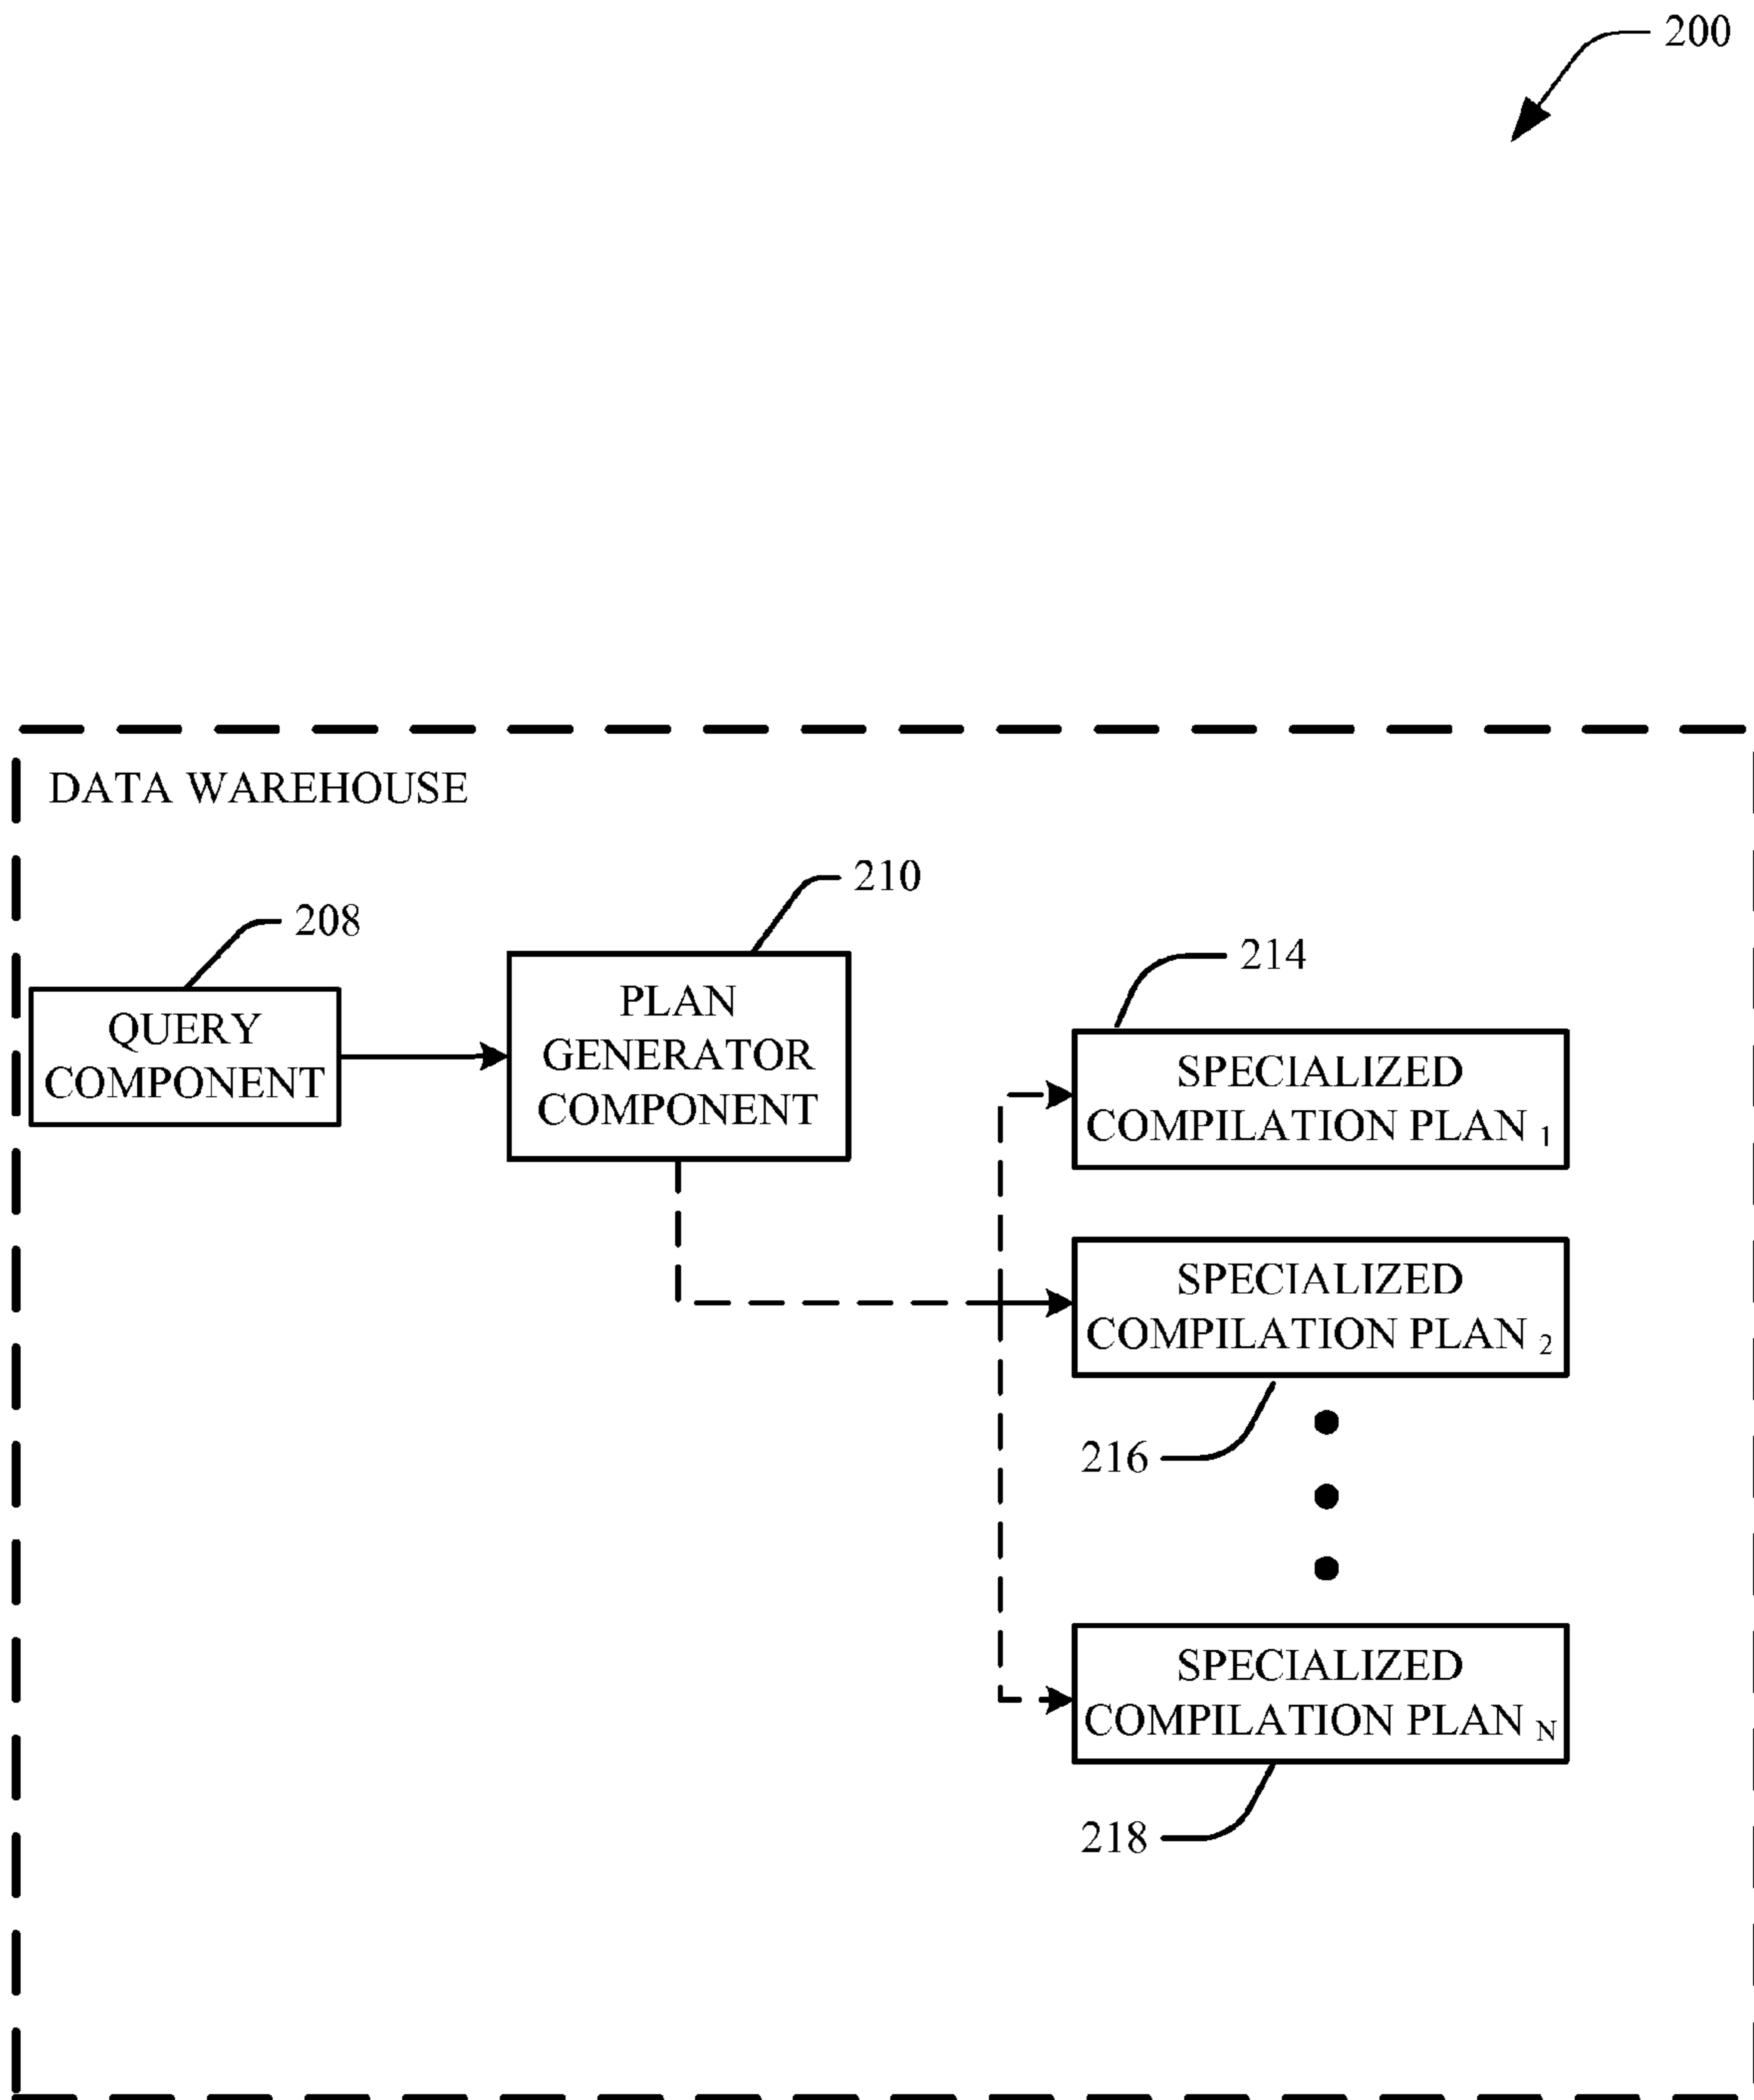 200
DATA WAREHOUSE
210
208
214
QUERY
COMPONENT
PLAN
GENERATOR
COMPONENT
SPECIALIZED
COMPILATION PLAN 1
SPECIALIZED
COMPILATION PLAN 2
216
SPECIALIZED
COMPILATION PLAN N
218